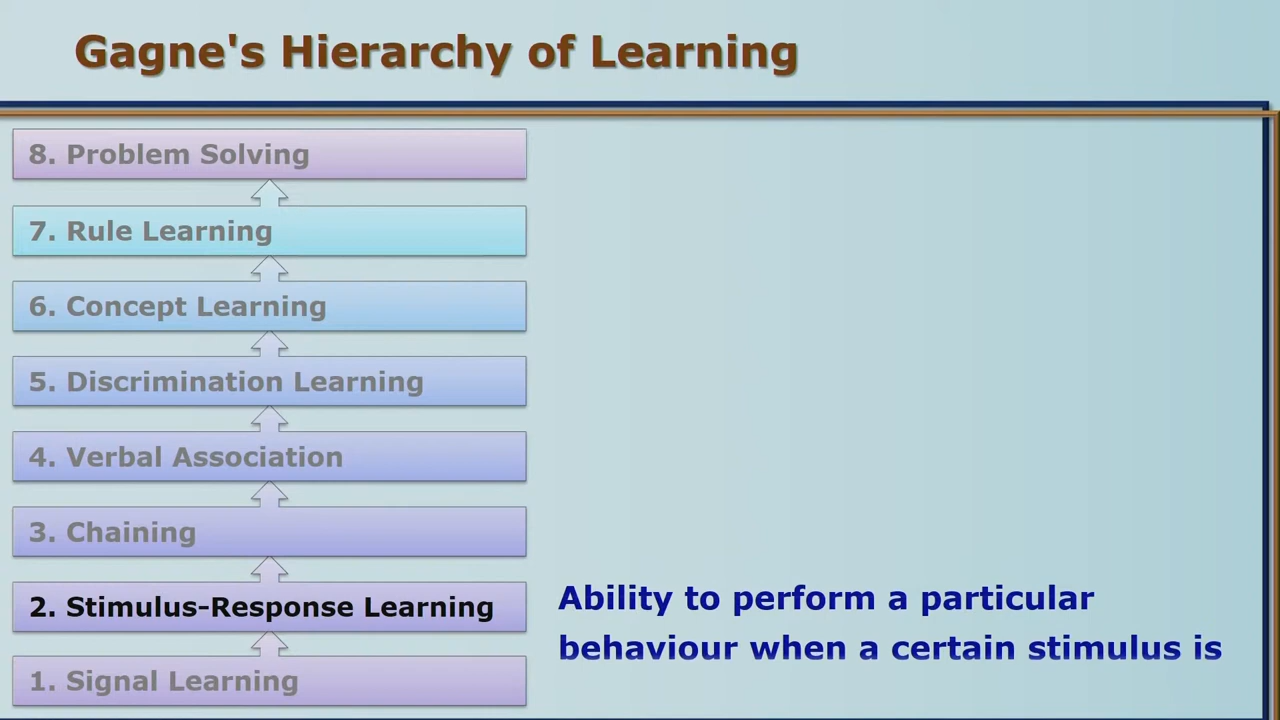 Gagne's Hierarchy of Learning
8. Problem Solving
7. Rule Learning
6. Concept Learning
5. Discrimination Learning
4. Verbal Association
3. Chaining
2. Stimulus-Response Learning
1. Signal Learning
Ability to perform a particular
behaviour when a certain stimulus is